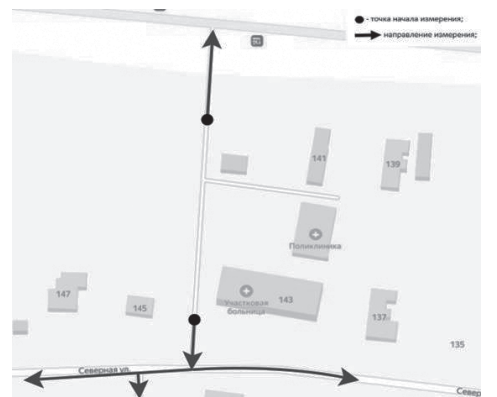 - точка начала измерения;
- направление измерения;
141
139
Поликлиника
147
145
Участковая
больница
143
137
135
Северная ул.
Север